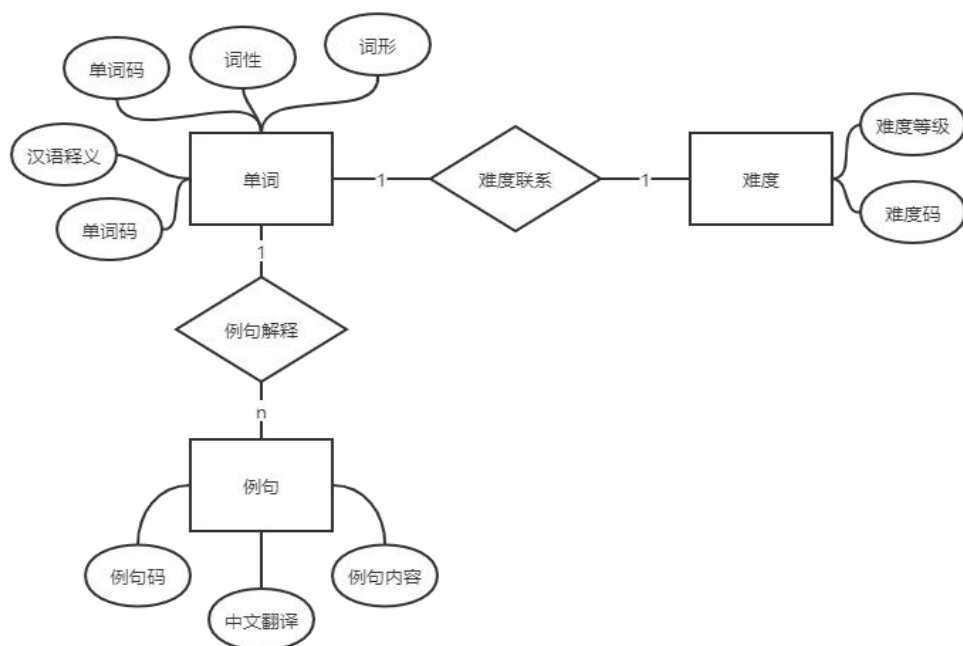 单词码
词性
词形
汉语释义
单词码
单词
1
难度联系
1
难度
难度等级
难度码
1
例句解释
n
例句
例句码
中文翻译
例句内容